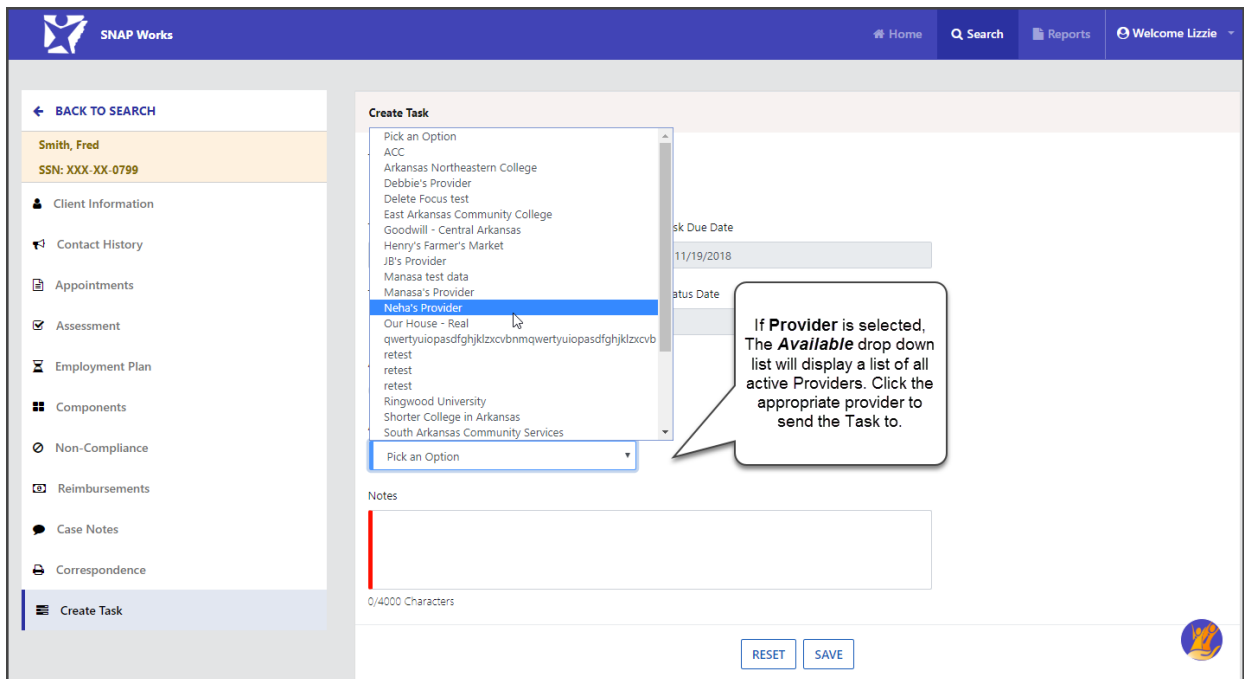 SNAP Works
Home
Search
Reports
Welcome Lizzie
BACK TO SEARCH
Smith, Fred
SSN: XXX-XX-0799
Client Information
Contact History
Appointments
Assessment
Employment Plan
Components
Non-Compliance
Reimbursements
Case Notes
Correspondence
Create Task
Create Task
Pick an Option
ACC
Arkansas Northeastern College
Debbie's Provider
Delete Focus test
East Arkansas Community College
Goodwill - Central Arkansas
Henry's Farmer's Market
JB's Provider
Manasa test data
Manasa's Provider
Neha's Provider
Our House - Real
qwertyuiopasdfghjklzxcvbnmqwertyuiopasdfghjklzxcvb
retest
retest
retest
Ringwood University
Shorter College in Arkansas
South Arkansas Community Services
Pick an Option
sk Due Date
11/19/2018
atus Date
If Provider is selected,
The Available drop down
list will display a list of all
active Providers. Click the
appropriate provider to
send the Task to.
Notes
0/4000 Characters
RESET
SAVE